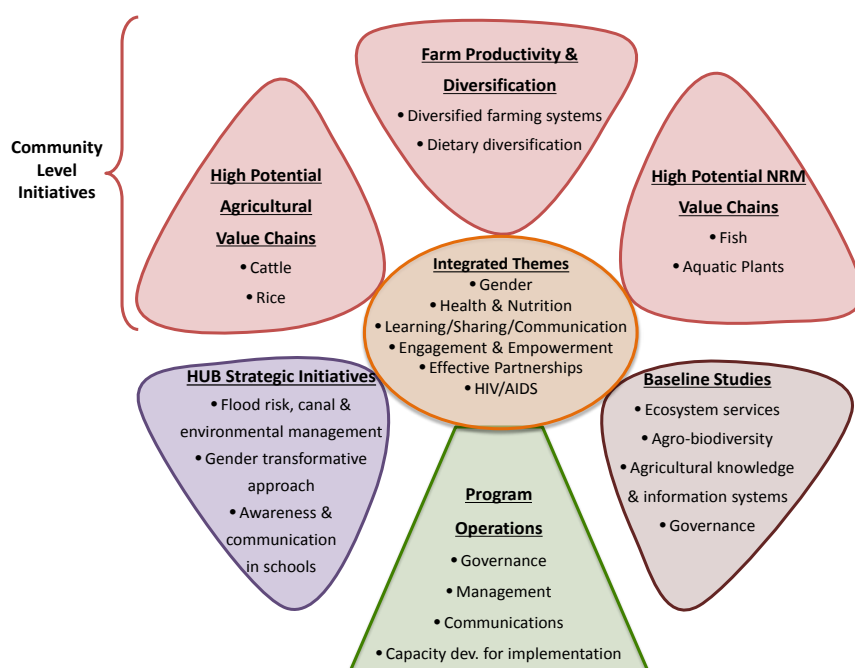 Community
Level
Initiatives
Farm Productivity &
Diversification
• Diversified farming systems
• Dietary diversification
High Potential
Agricultural
Value Chains
• Cattle
• Rice
High Potential NRM
Value Chains
• Fish
• Aquatic Plants
Integrated Themes
• Gender
• Health & Nutrition
• Learning/Sharing/Communication
• Engagement & Empowerment
• Effective Partnerships
• HIV/AIDS
HUB Strategic Initiatives
• Flood risk, canal &
environmental management
• Gender transformative
approach
• Awareness &
communication
in schools
Baseline Studies
• Ecosystem services
• Agro-biodiversity
• Agricultural knowledge
& information systems
• Governance
Program
Operations
• Governance
• Management
• Communications
• Capacity dev. for implementation